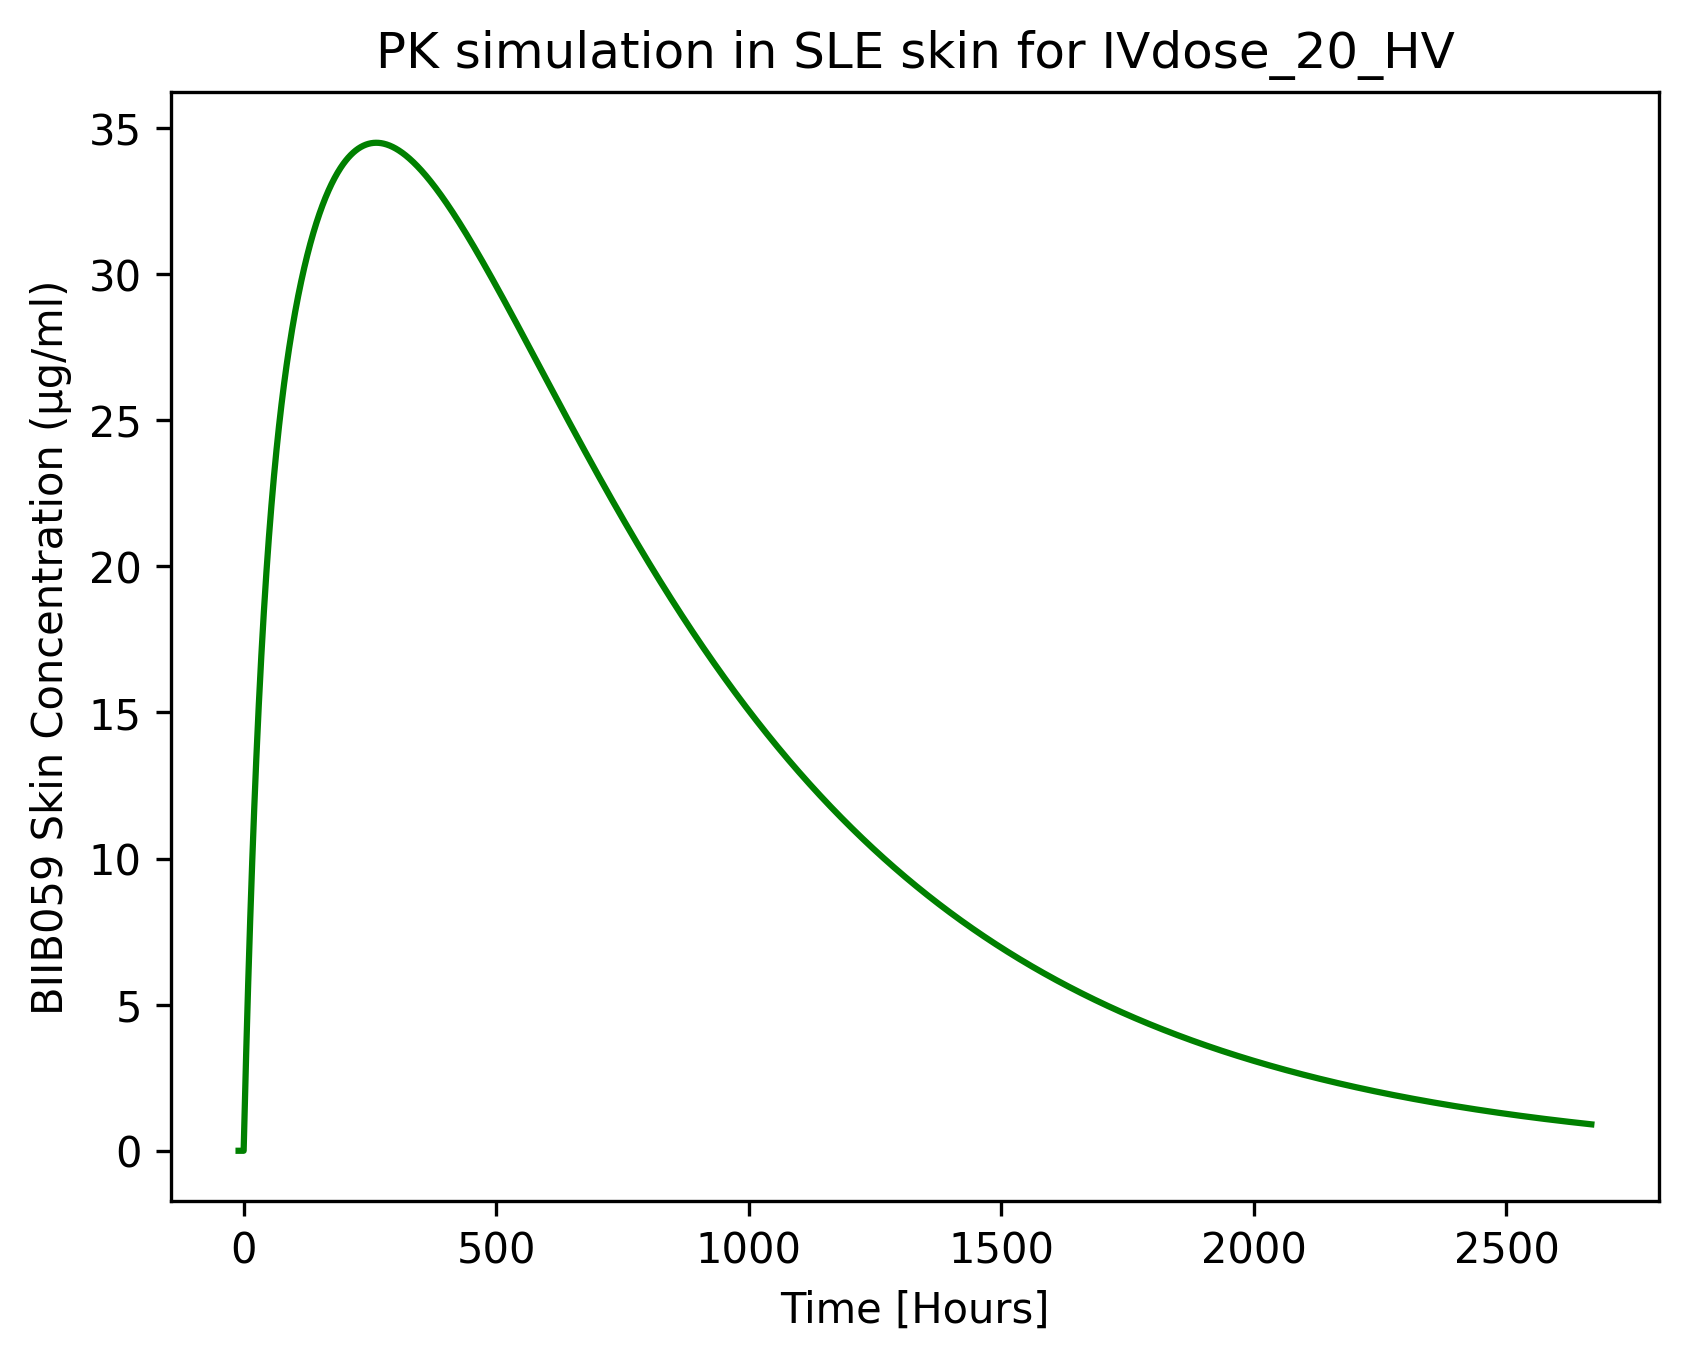 PK simulation in SLE skin for IVdose_20_HV
BIIB059 Skin Concentration (µg/ml)
35
30
25
20
15
10
5
0
0 500 1000 1500 2000 2500
Time [Hours]